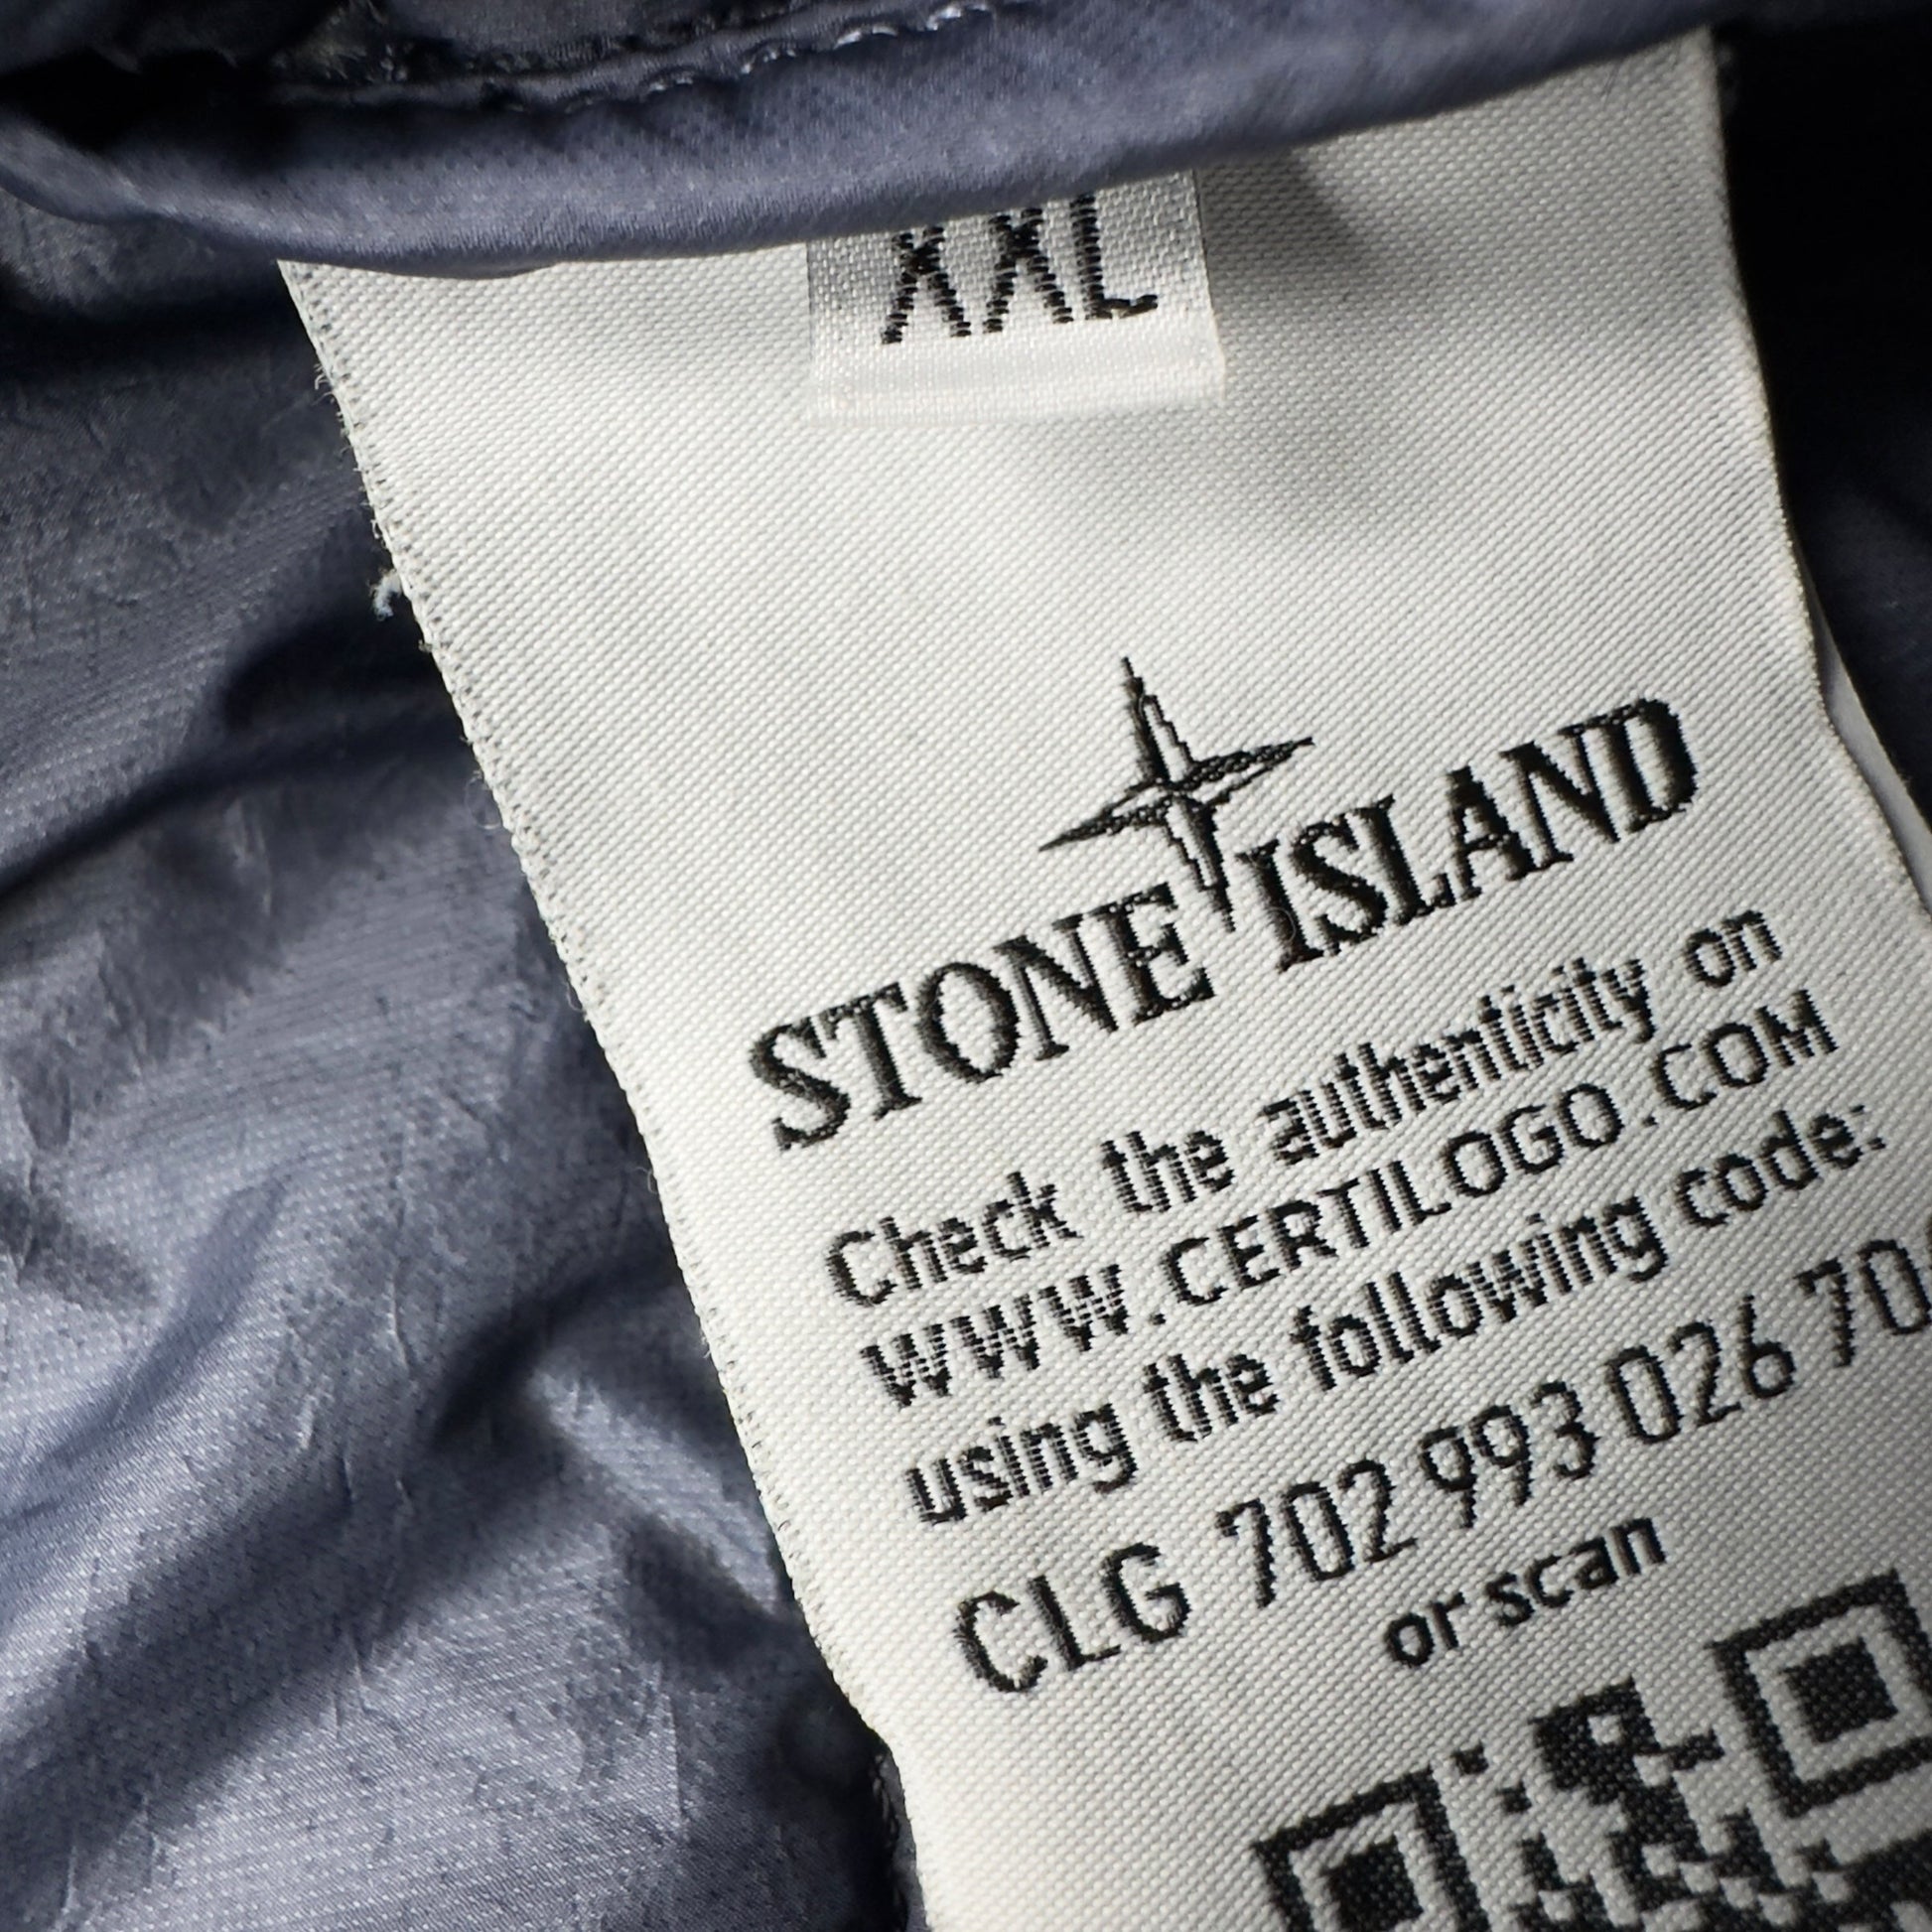 XXL
STONE ISLAND
Check the authenticity on
WWW.CERTILOGO.COM
using the following code:
CLG 702 993 026 70
or scan